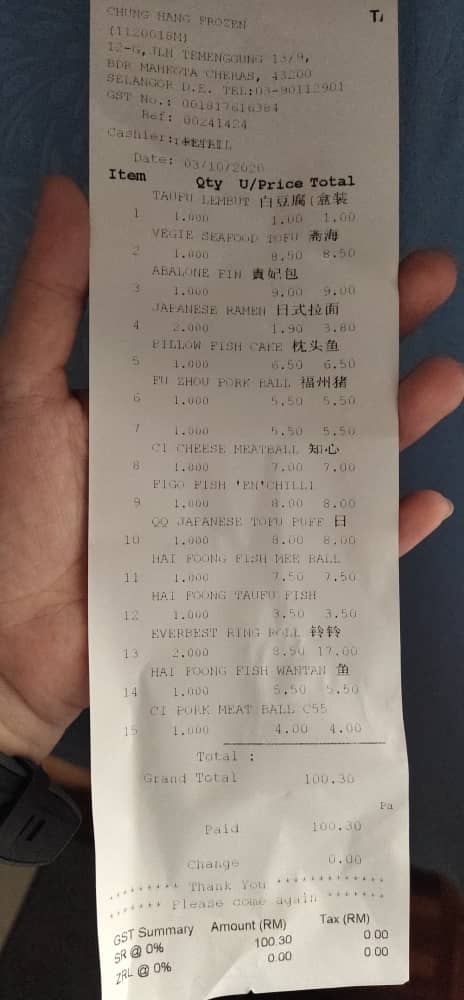 CHUNG HANG FROZEN
TA
(1120018M)
12-G, JLN TEMENGGUNG 13/9,
BDR MAHKOTA CHERAS, 43200
SELANGOR D.E. TEL:03-90112901
GST No.: 001817616384
Ref: 00241424
Cashier: RETAIL
Date: 03/10/2020
Item Qty U/Price Total
TAUFU LEMBUT 白豆腐(盒装
1 1.000 1.00 1.00
VEGIE SEAFOOD TOFU 斋海
2 1.000 8.50 8.50
ABALONE FIN 貴妃包
3 1.000 9.00 9.00
JAPANESE RAMEN 日式拉面
4 2.000 1.90 3.80
PILLOW FISH CAKE 枕头鱼
5 1.000 6.50 6.50
FU ZHOU PORK BALL 福州猪
6 1.000 5.50 5.50
7 1.000 5.50 5.50
CI CHEESE MEATBALL 知心
8 1.000 7.00 7.00
FIGO FISH 'EN'CHILLI
9 1.000 8.00 8.00
QQ JAPANESE TOFU PUFF 日
10 1.000 8.00 8.00
HAI FOONG FISH MEE BALL
11 1.000 7.50 7.50
HAI FOONG TAUFU FISH
12 1.000 3.50 3.50
EVERBEST RING ROLL 铃铃
13 2.000 8.50 17.00
HAI FOONG FISH WANTAN 鱼
14 1.000 5.50 5.50
CI PORK MEAT BALL C55
15 1.000 4.00 4.00
Total :
Grand Total 100.30
Pa
Paid 100.30
Change 0.00
********* Thank You *************
******* Please come again *******
GST Summary Amount (RM) Tax (RM)
SR @ 0% 100.30 0.00
ZRL @ 0% 0.00 0.00